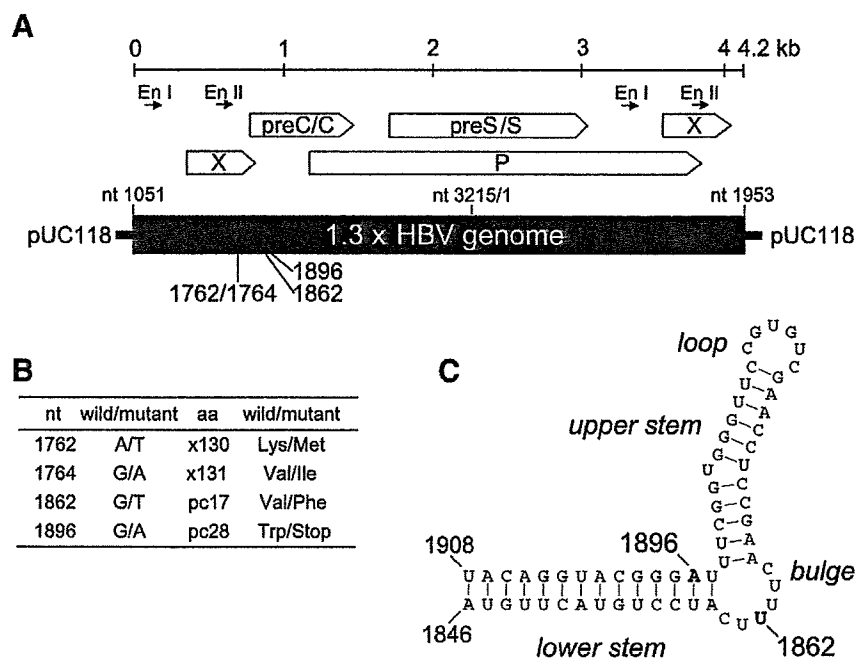 A
0 1 2 3 4 4.2 kb
En I En II En I En II
preC/C preS/S X
X P
nt 1051 nt 3215/1 nt 1953
pUC118 1.3 x HBV genome pUC118
1896
1762/1764 1862
B
nt wild/mutant aa wild/mutant
1762 A/T x130 Lys/Met
1764 G/A x131 Val/Ile
1862 G/T pc17 Val/Phe
1896 G/A pc28 Trp/Stop
C
loop
upper stem
bulge
lower stem
1908
1896
1846
1862
UACAGGUACGGGAU
UUUCGGUGGGUUCCGUGUCGAACCUCCGAACUUUUC
AUGUUCAUGUCCUA